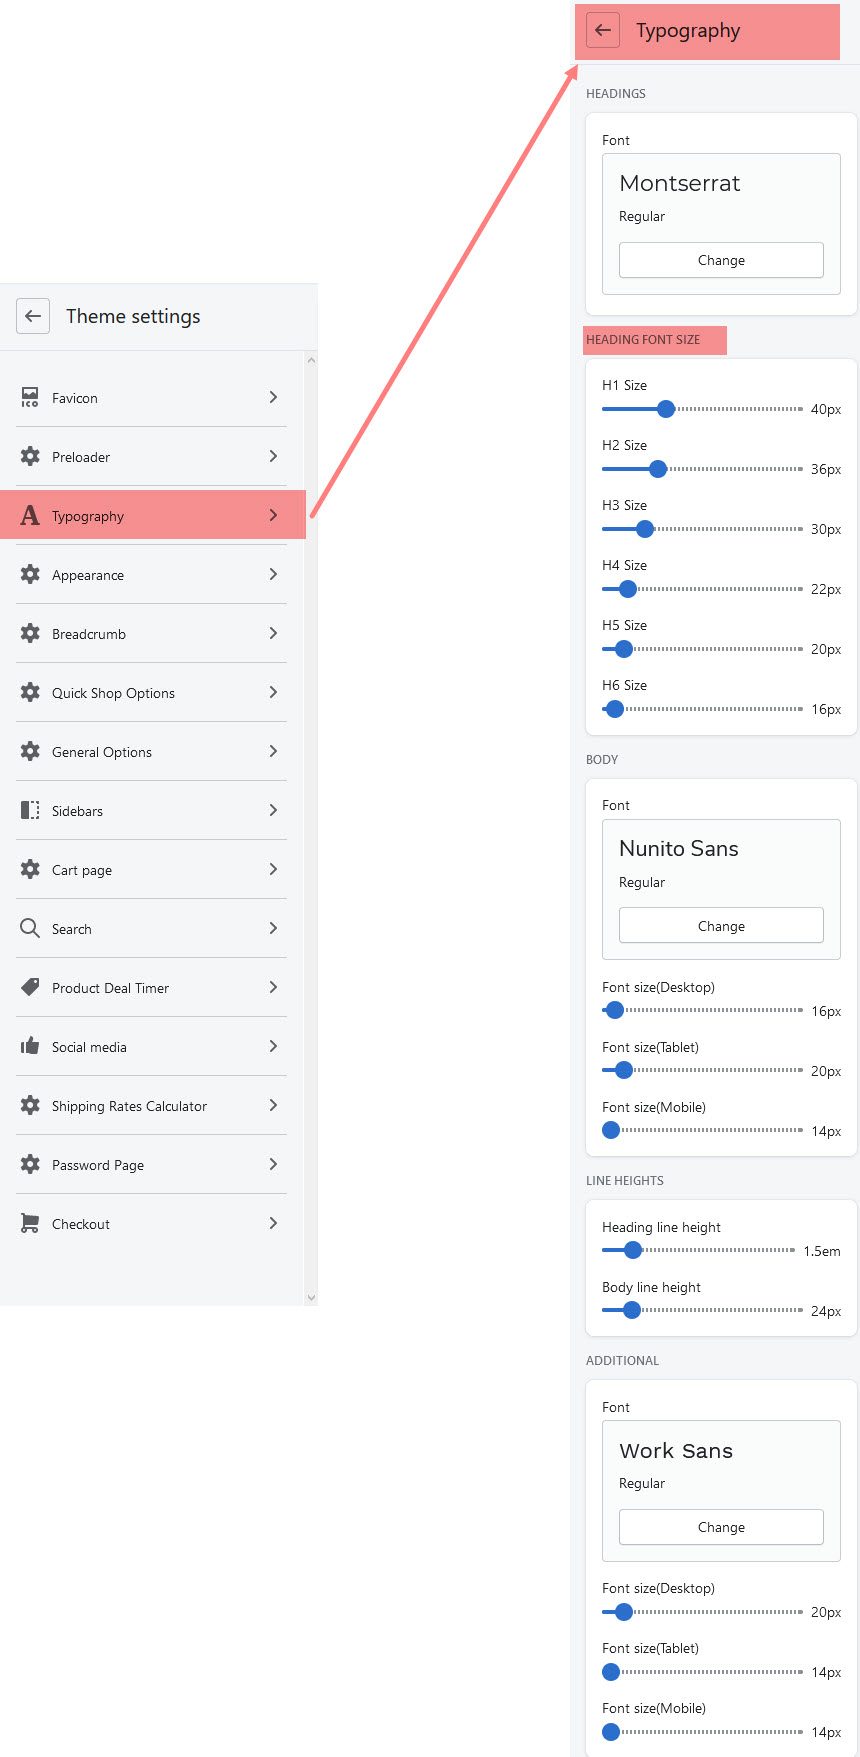 Theme settings
ICO
Favicon
Preloader
A
Typography
Appearance
Breadcrumb
Quick Shop Options
General Options
Sidebars
Cart page
Search
Product Deal Timer
Social media
Shipping Rates Calculator
Password Page
Checkout
Typography
HEADINGS
Font
Montserrat
Regular
Change
HEADING FONT SIZE
H1 Size
40px
H2 Size
36px
H3 Size
30px
H4 Size
22px
H5 Size
20px
H6 Size
16px
BODY
Font
Nunito Sans
Regular
Change
Font size(Desktop)
16px
Font size(Tablet)
20px
Font size(Mobile)
14px
LINE HEIGHTS
Heading line height
1.5em
Body line height
24px
ADDITIONAL
Font
Work Sans
Regular
Change
Font size(Desktop)
20px
Font size(Tablet)
14px
Font size(Mobile)
14px